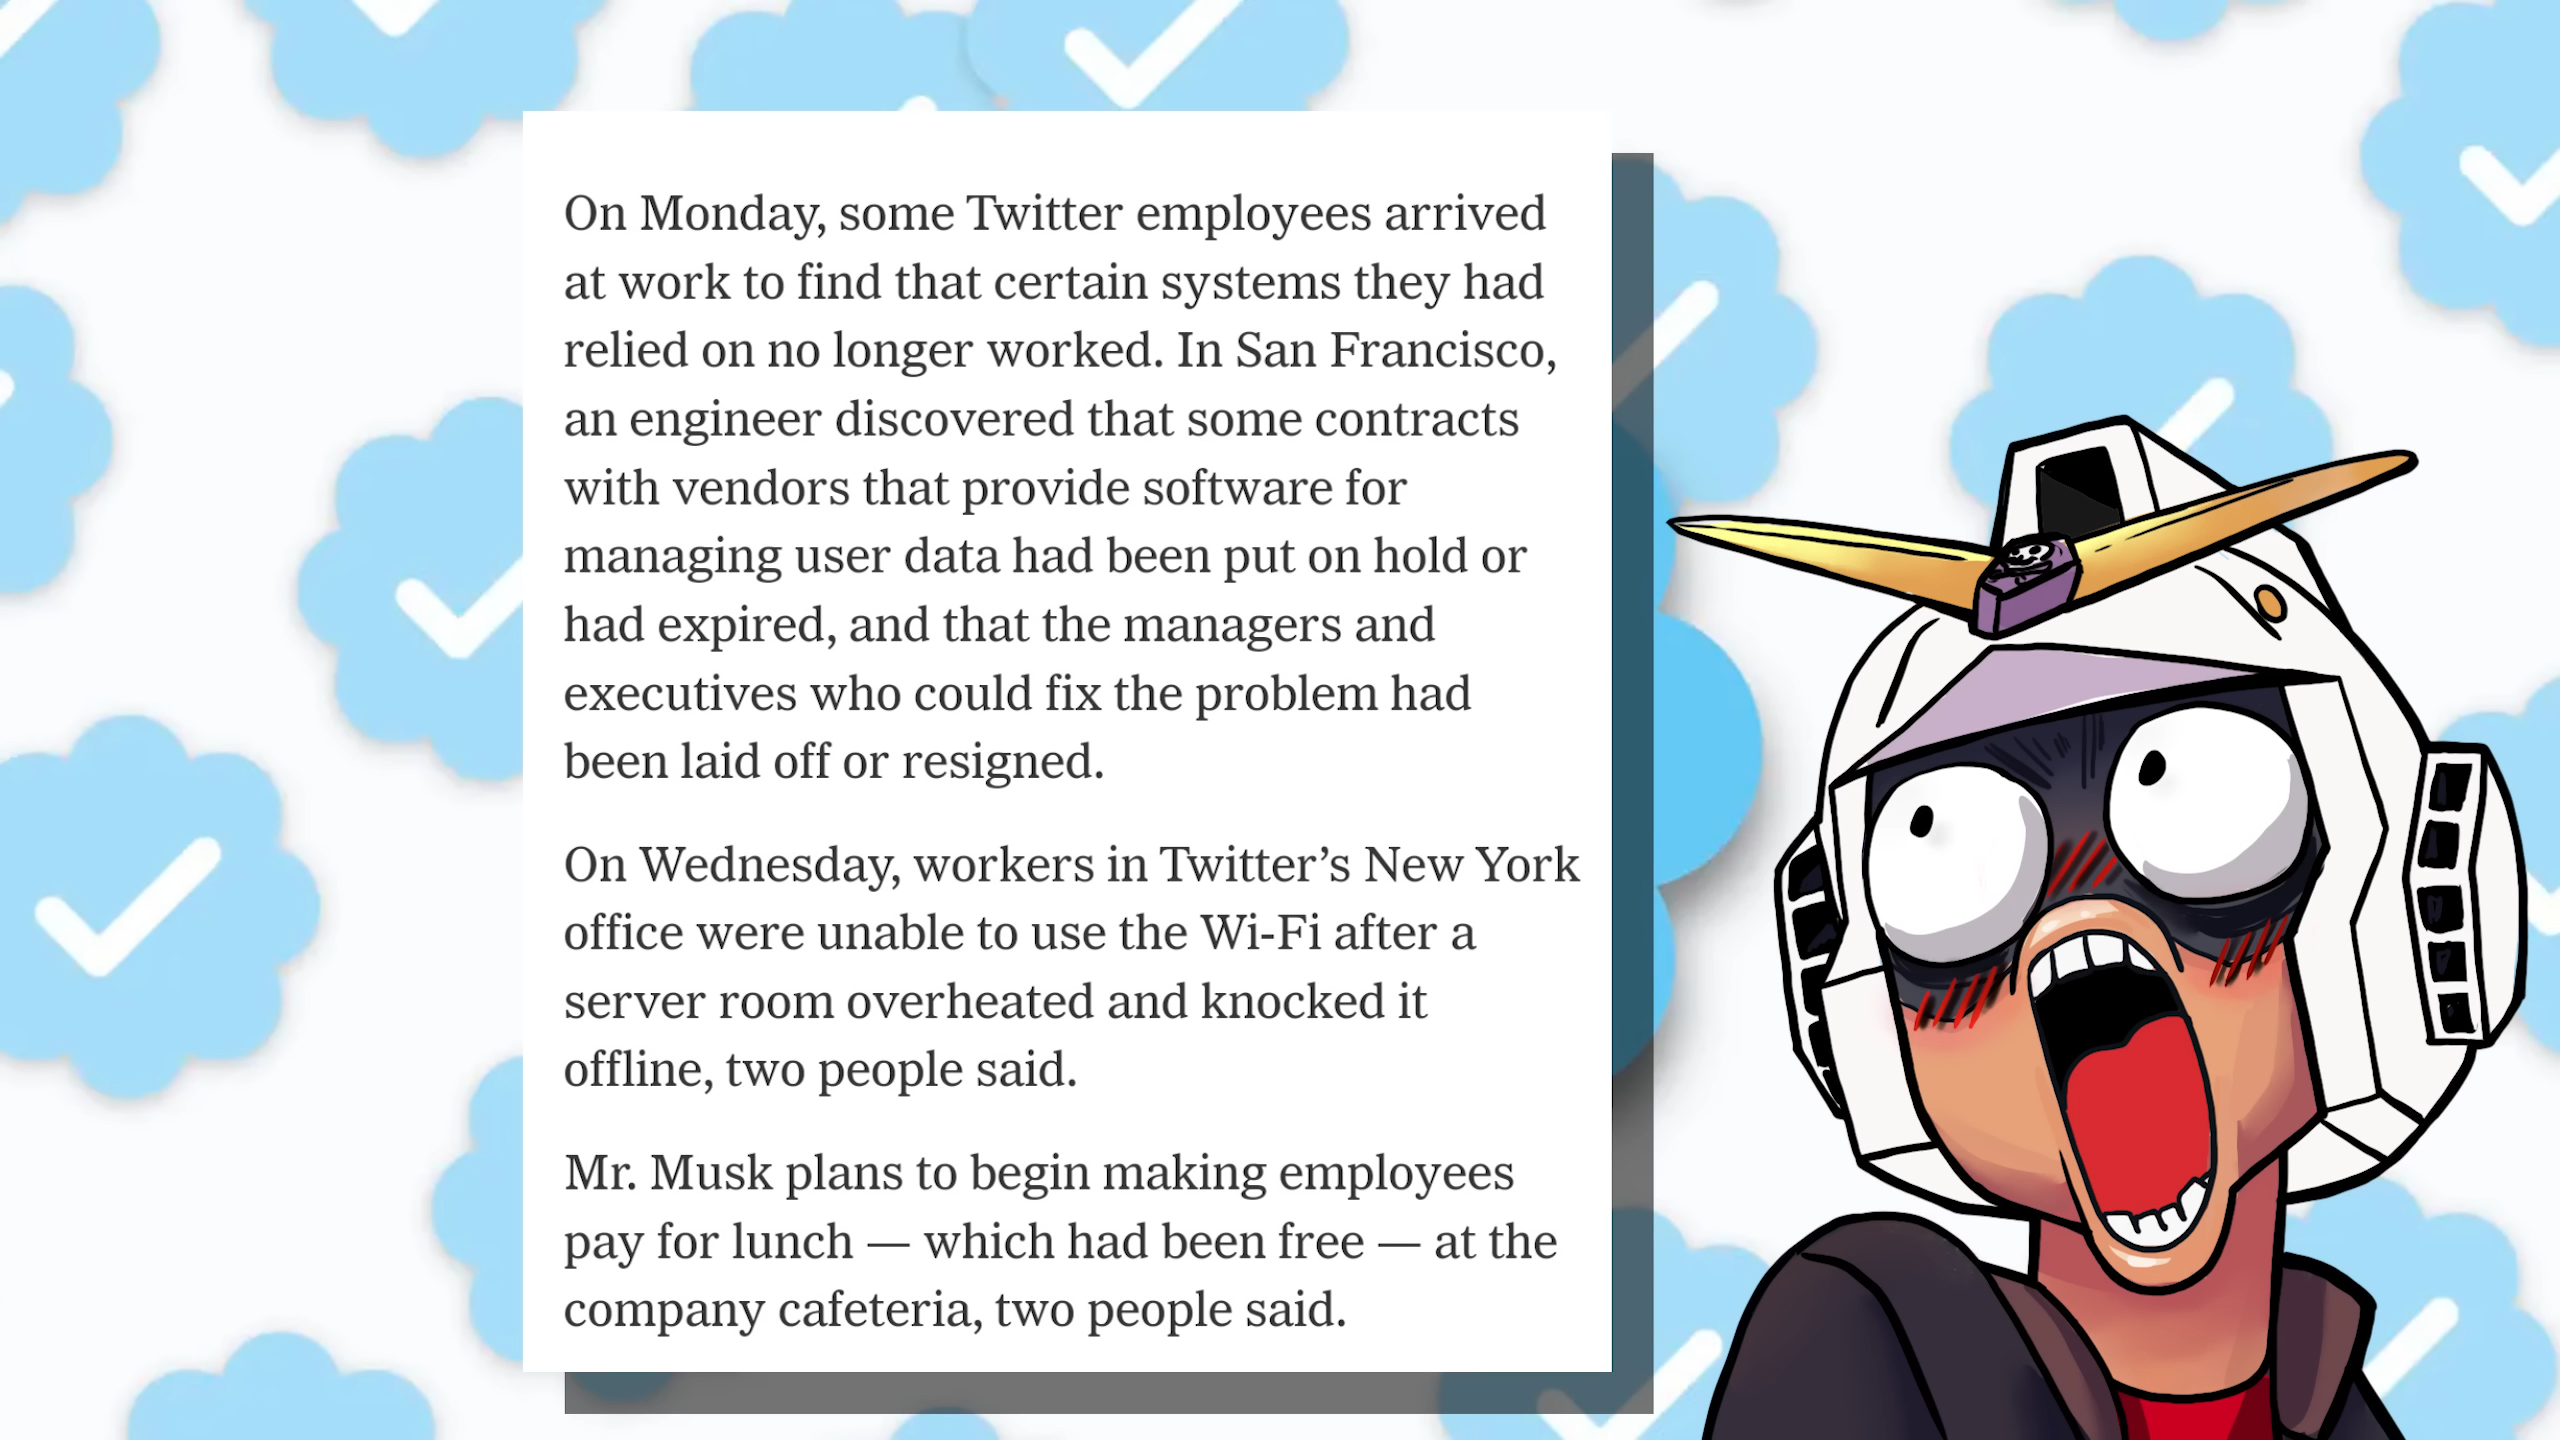 On Monday, some Twitter employees arrived
at work to find that certain systems they had
relied on no longer worked. In San Francisco,
an engineer discovered that some contracts
with vendors that provide software for
managing user data had been put on hold or
had expired, and that the managers and
executives who could fix the problem had
been laid off or resigned.
On Wednesday, workers in Twitter’s New York
office were unable to use the Wi-Fi after a
server room overheated and knocked it
offline, two people said.
Mr. Musk plans to begin making employees
pay for lunch — which had been free — at the
company cafeteria, two people said.